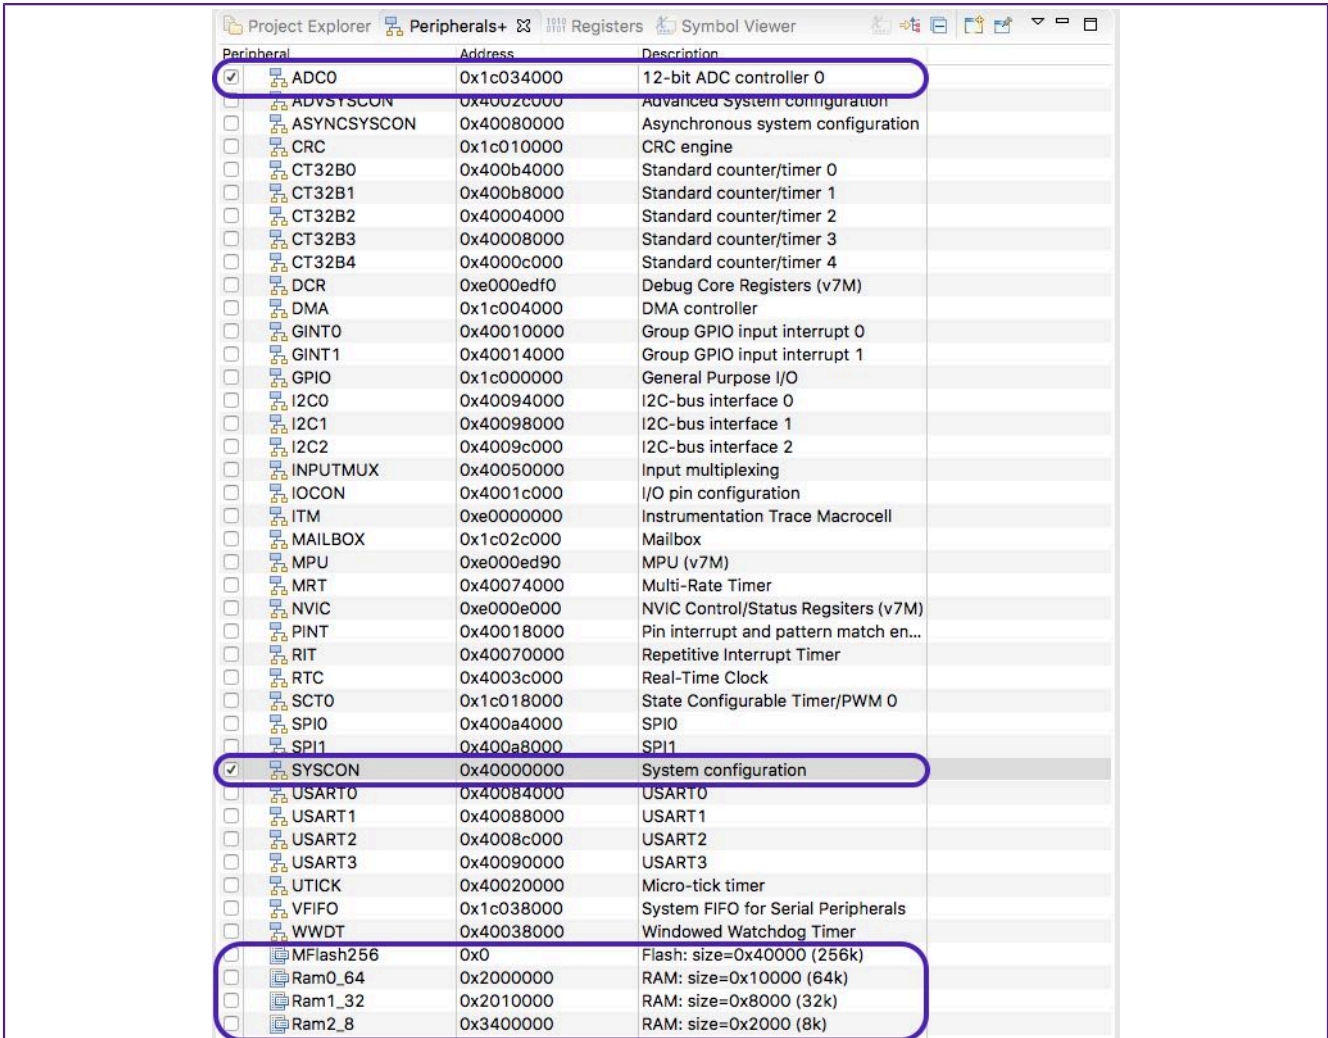 Project Explorer Peripherals+ Registers Symbol Viewer
Peripheral Address Description
ADC0 0x1c034000 12-bit ADC controller 0
ADVSYSCON 0x4002c000 Advanced System configuration
ASYNCSYSCON 0x40080000 Asynchronous system configuration
CRC 0x1c010000 CRC engine
CT32B0 0x400b4000 Standard counter/timer 0
CT32B1 0x400b8000 Standard counter/timer 1
CT32B2 0x40004000 Standard counter/timer 2
CT32B3 0x40008000 Standard counter/timer 3
CT32B4 0x4000c000 Standard counter/timer 4
DCR 0xe000edf0 Debug Core Registers (v7M)
DMA 0x1c004000 DMA controller
GINT0 0x40010000 Group GPIO input interrupt 0
GINT1 0x40014000 Group GPIO input interrupt 1
GPIO 0x1c000000 General Purpose I/O
I2C0 0x40094000 I2C-bus interface 0
I2C1 0x40098000 I2C-bus interface 1
I2C2 0x4009c000 I2C-bus interface 2
INPUTMUX 0x40050000 Input multiplexing
IOCON 0x4001c000 I/O pin configuration
ITM 0xe0000000 Instrumentation Trace Macrocell
MAILBOX 0x1c02c000 Mailbox
MPU 0xe000ed90 MPU (v7M)
MRT 0x40074000 Multi-Rate Timer
NVIC 0xe000e000 NVIC Control/Status Regsiters (v7M)
PINT 0x40018000 Pin interrupt and pattern match en...
RIT 0x40070000 Repetitive Interrupt Timer
RTC 0x4003c000 Real-Time Clock
SCT0 0x1c018000 State Configurable Timer/PWM 0
SPI0 0x400a4000 SPI0
SPI1 0x400a8000 SPI1
SYSCON 0x40000000 System configuration
USART0 0x40084000 USART0
USART1 0x40088000 USART1
USART2 0x4008c000 USART2
USART3 0x40090000 USART3
UTICK 0x40020000 Micro-tick timer
VFIFO 0x1c038000 System FIFO for Serial Peripherals
WWDT 0x40038000 Windowed Watchdog Timer
MFlash256 0x0 Flash: size=0x40000 (256k)
Ram0_64 0x2000000 RAM: size=0x10000 (64k)
Ram1_32 0x2010000 RAM: size=0x8000 (32k)
Ram2_8 0x3400000 RAM: size=0x2000 (8k)